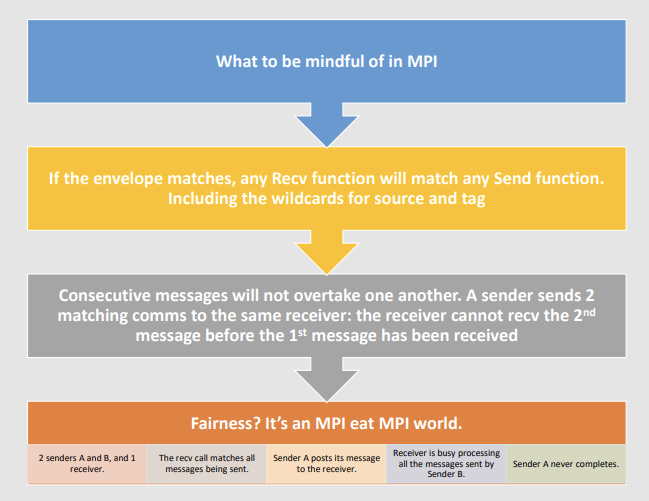 What to be mindful of in MPI
If the envelope matches, any Recv function will match any Send function.
Including the wildcards for source and tag
Consecutive messages will not overtake one another. A sender sends 2
matching comms to the same receiver: the receiver cannot recv the 2nd
message before the 1st message has been received
Fairness? It's an MPI eat MPI world.
2 senders A and B, and 1
receiver.
The recv call matches all
messages being sent.
Sender A posts its message
to the receiver.
Receiver is busy processing
all the messages sent by
Sender B.
Sender A never completes.